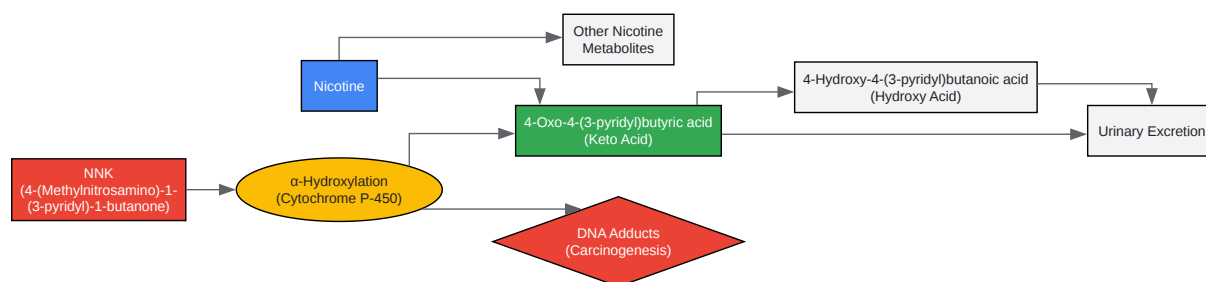 Other Nicotine
Metabolites
Nicotine
4-Hydroxy-4-(3-pyridyl)butanoic acid
(Hydroxy Acid)
4-Oxo-4-(3-pyridyl)butyric acid
(Keto Acid)
Urinary Excretion
NNK
(4-(Methylnitrosamino)-1-
(3-pyridyl)-1-butanone)
α-Hydroxylation
(Cytochrome P-450)
DNA Adducts
(Carcinogenesis)